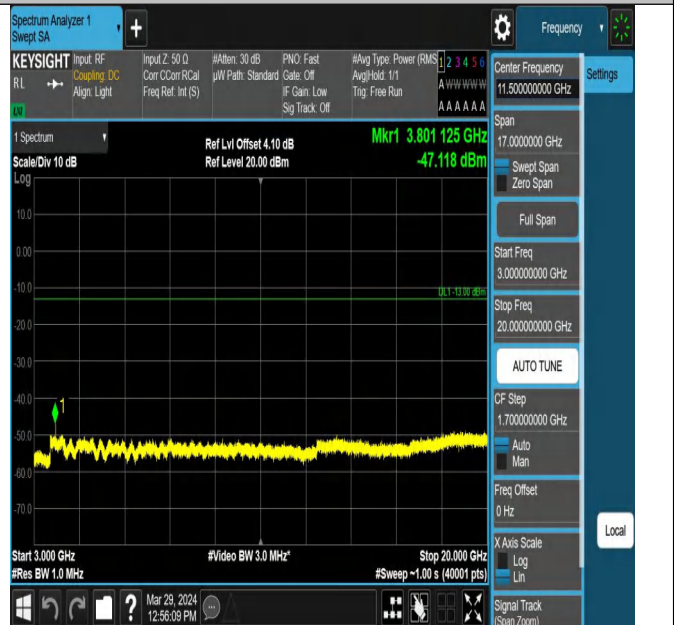 Spectrum Analyzer 1
Swept SA
+
Frequency
KEYSIGHT
RL
LXI
Input: RF
Coupling: DC
Align: Light
Input Z: 50 Ω
Corr CCorr RCal
Freq Ref: Int (S)
#Atten: 30 dB
µW Path: Standard
PNO: Fast
Gate: Off
IF Gain: Low
Sig Track: Off
#Avg Type: Power (RMS
Avg|Hold: 1/1
Trig: Free Run
1 2 3 4 5 6
A W W W W W
A A A A A A
1 Spectrum
Scale/Div 10 dB
Log
Ref Lvl Offset 4.10 dB
Ref Level 20.00 dBm
Mkr1 3.801 125 GHz
-47.118 dBm
10.0
0.00
-10.0
-20.0
-30.0
-40.0
-50.0
-60.0
-70.0
DL1 -13.00 dBm
1
Start 3.000 GHz
#Res BW 1.0 MHz
#Video BW 3.0 MHz*
Stop 20.000 GHz
#Sweep ~1.00 s (40001 pts)
Mar 29, 2024
12:56:09 PM
?
Center Frequency
11.500000000 GHz
Span
17.0000000 GHz
Swept Span
Zero Span
Full Span
Start Freq
3.000000000 GHz
Stop Freq
20.000000000 GHz
AUTO TUNE
CF Step
1.700000000 GHz
Auto
Man
Freq Offset
0 Hz
X Axis Scale
Log
Lin
Signal Track
(Span Zoom)
Settings
Local